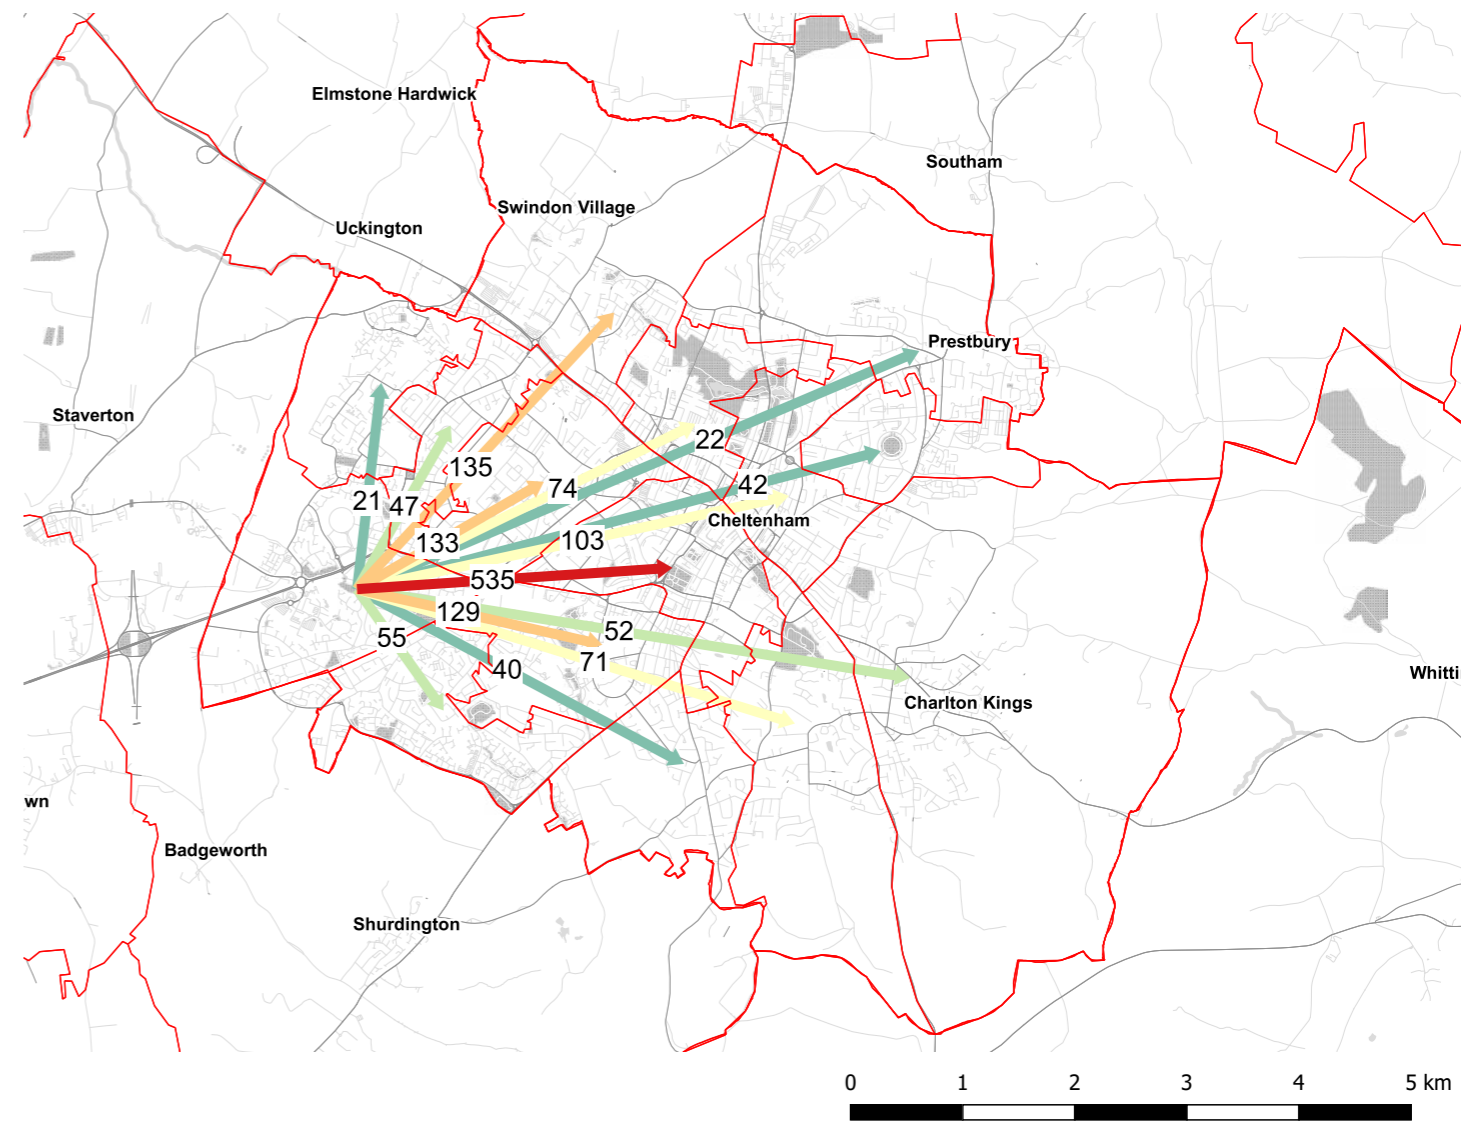 Elmstone Hardwick
Southam
Swindon Village
Uckington
Prestbury
Staverton
22
135
42
74
21
47
Cheltenham
133
103
535
129
52
55
71
40
Whitti
Charlton Kings
wn
Badgeworth
Shurdington
0 1 2 3 4 5 km